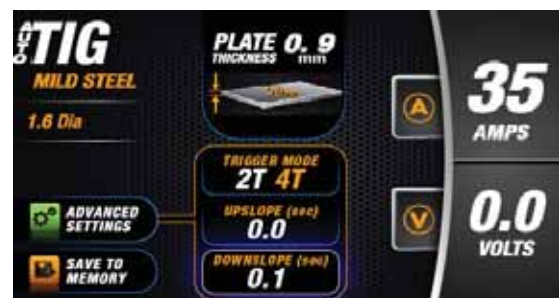 AUTO
TIG
MILD STEEL
1.6 Dia
PLATE 0.9
THICKNESS mm
TRIGGER MODE
2T 4T
UPSLOPE (sec)
0.0
DOWNSLOPE (sec)
0.1
ADVANCED
SETTINGS
SAVE TO
MEMORY
A
35
AMPS
V
0.0
VOLTS